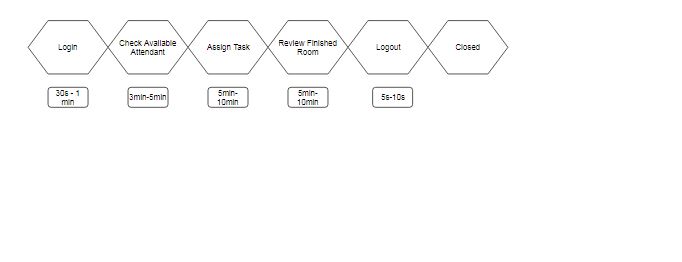 Login
Check Available
Attendant
Assign Task
Review Finished
Room
Logout
Closed
30s - 1
min
3min-5min
5min-
10min
5min-
10min
5s-10s